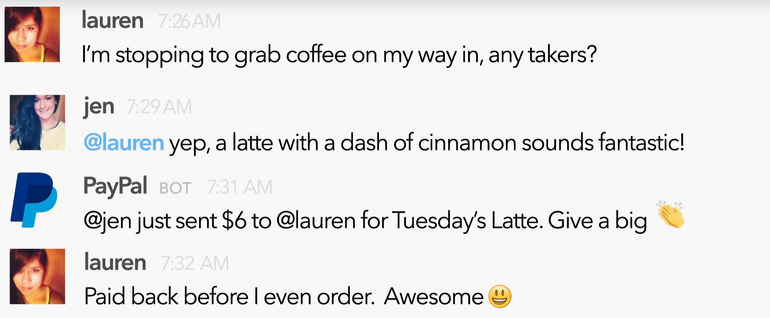 lauren 7:26AM
I'm stopping to grab coffee on my way in, any takers?
jen 7:29 AM
@lauren yep, a latte with a dash of cinnamon sounds fantastic!
PayPal BOT 7:31 AM
@jen just sent $6 to @lauren for Tuesday's Latte. Give a big 👏
lauren 7:32 AM
Paid back before I even order. Awesome 😃